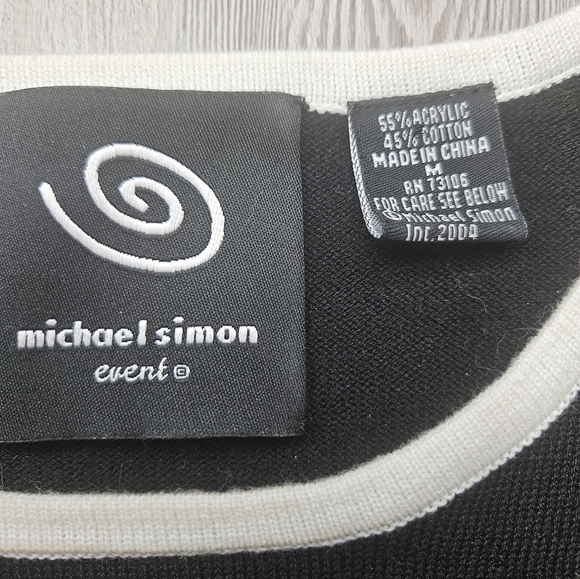 michael simon
event ©
55% ACRYLIC
45% COTTON
MADE IN CHINA
M
RN 73106
FOR CARE SEE BELOW
©Michael Simon
Inc. 2004